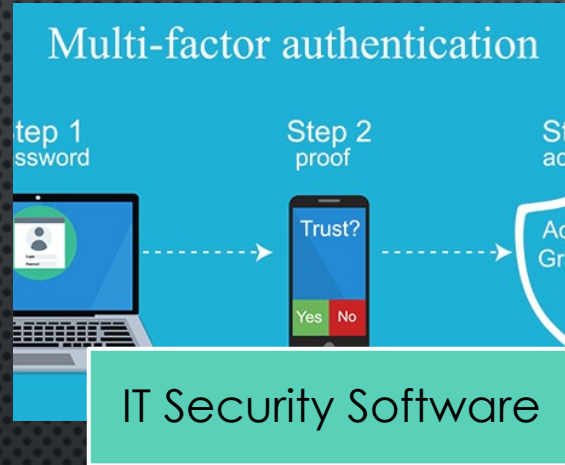 Multi-factor authentication
tep 1
ssword
Step 2
proof
St
ac
Trust?
Yes No
Ac
Gr
IT Security Software